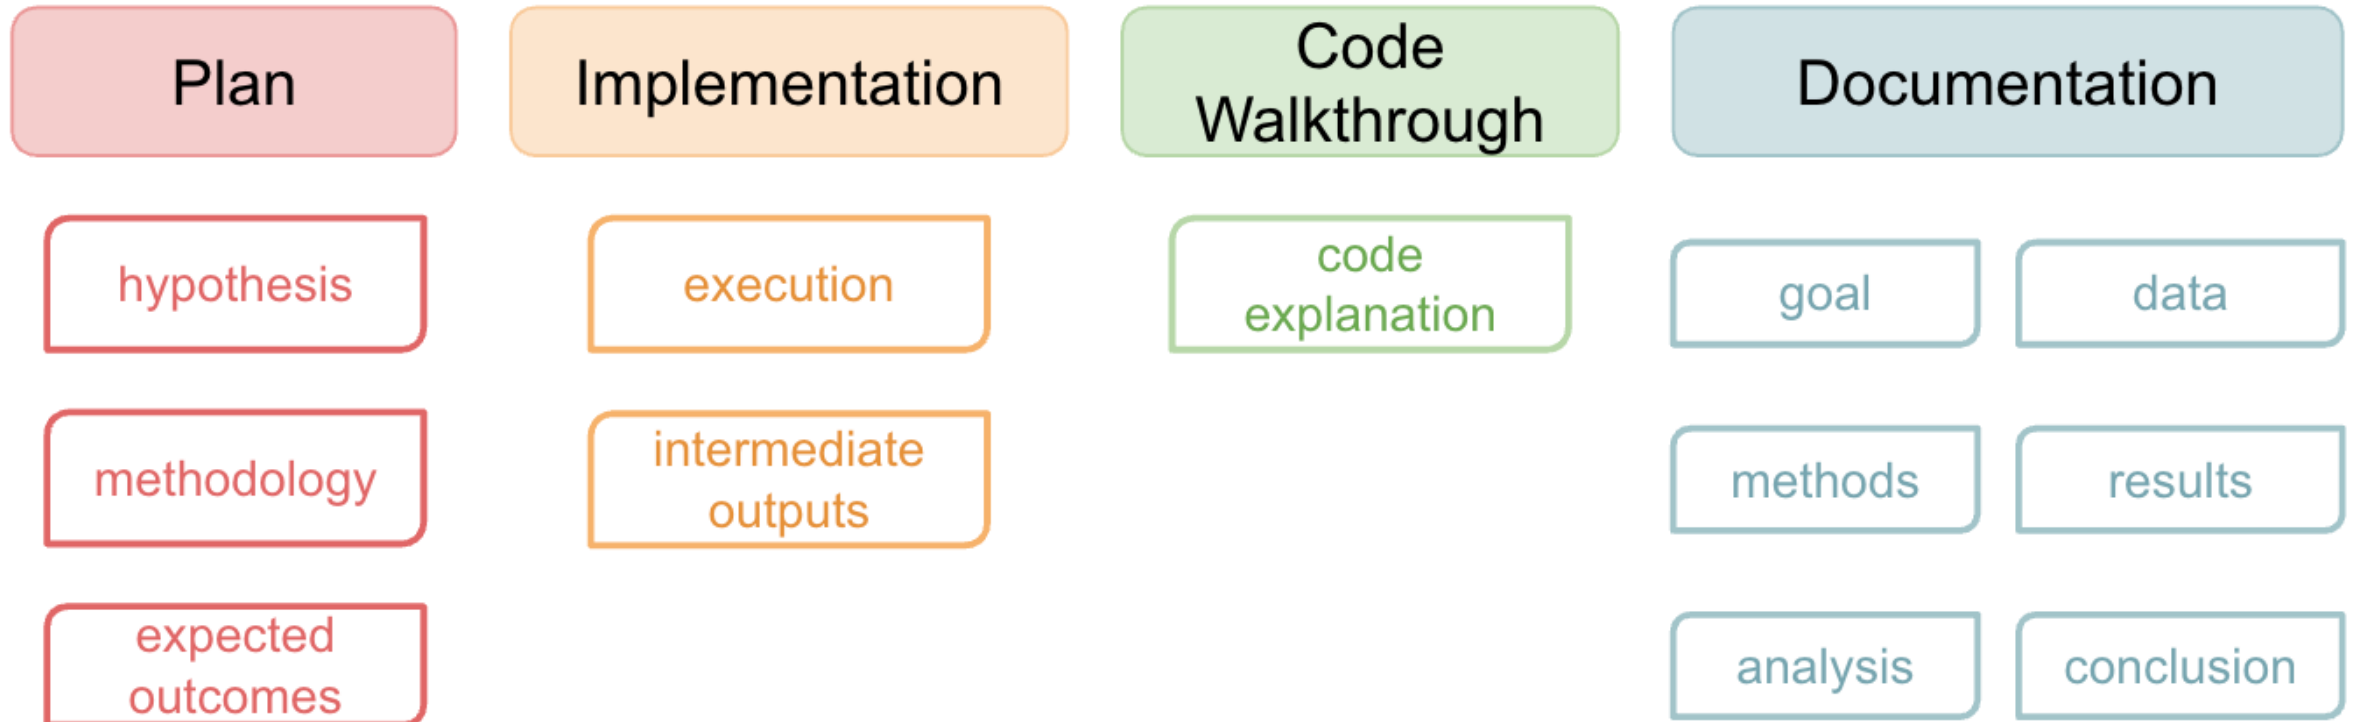 Plan
Implementation
Code
Walkthrough
Documentation
hypothesis
methodology
expected
outcomes
execution
intermediate
outputs
code
explanation
goal
data
methods
results
analysis
conclusion